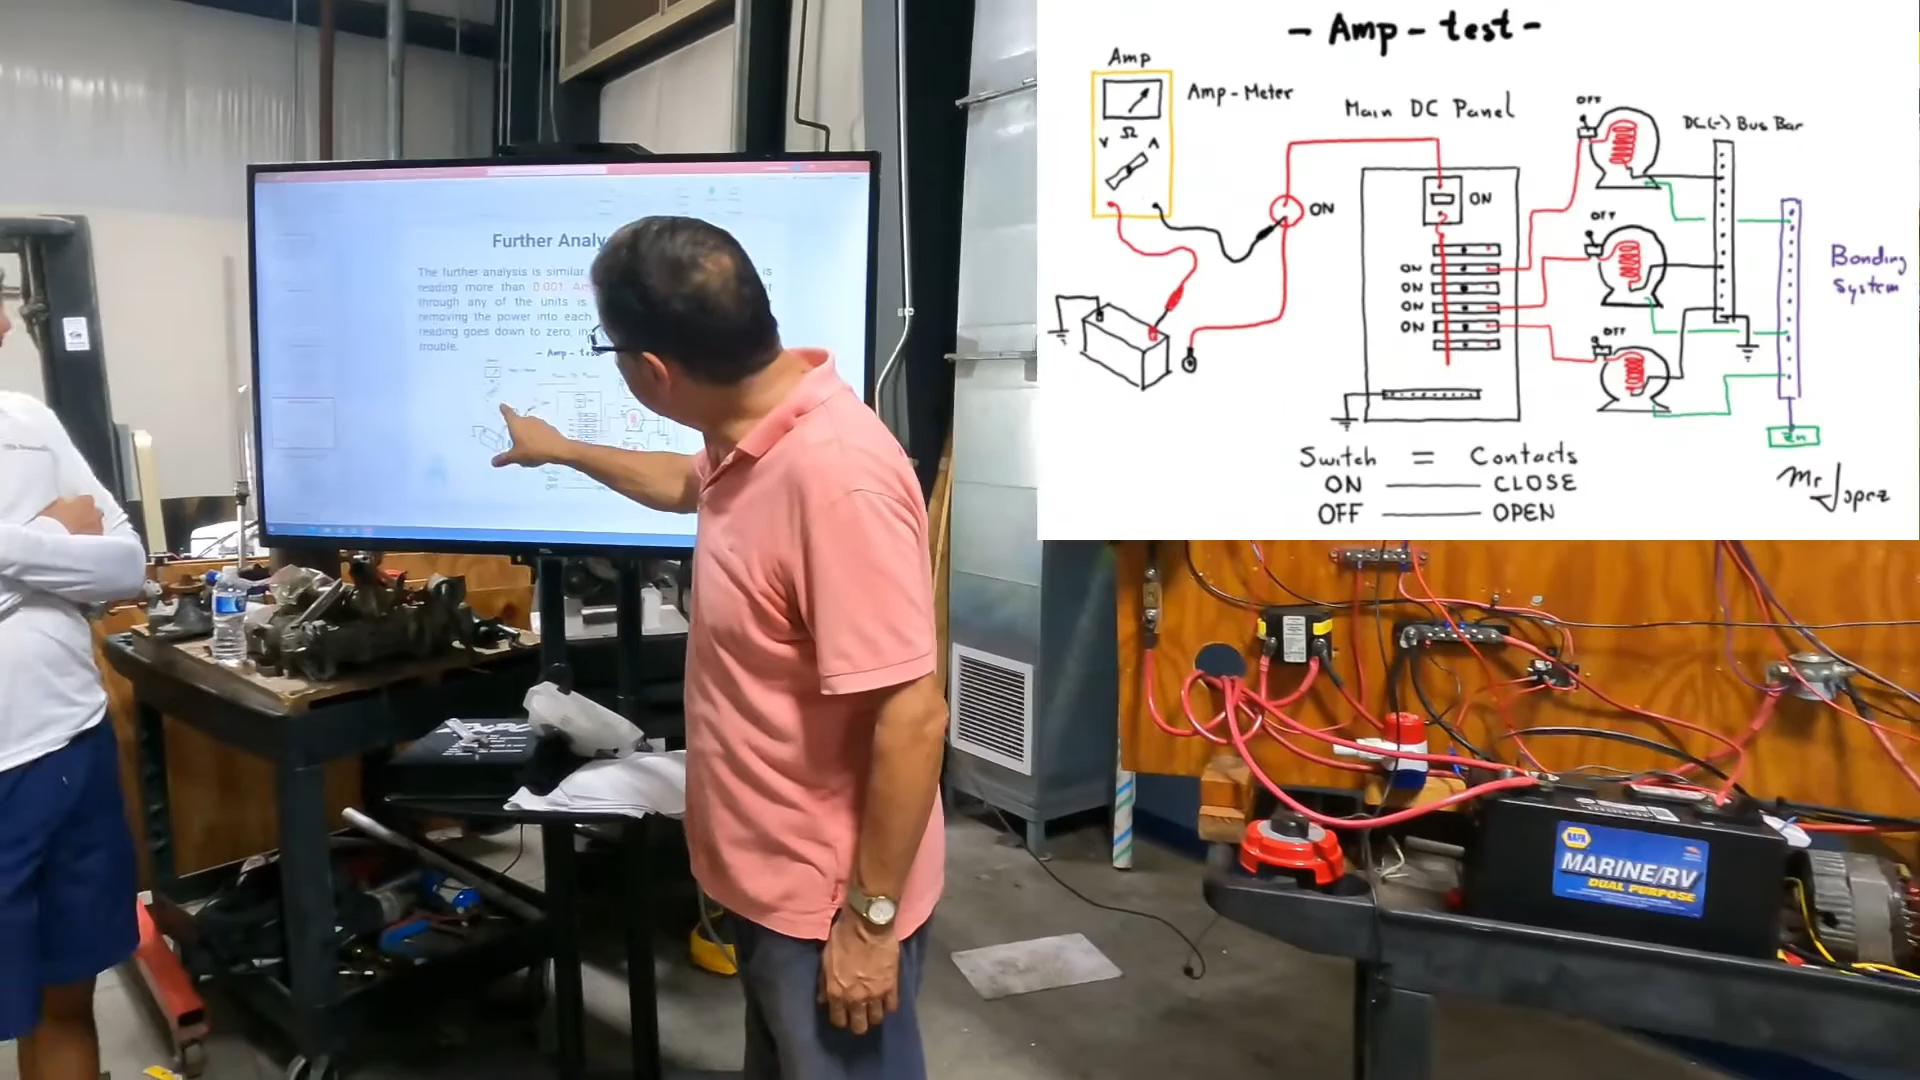 Further Analy
The further analysis is similar
is
reading more than 0.001 Am
through any of the units is
removing the power into each
reading goes down to zero, in
trouble.
- Amp-test
- Amp - test -
Amp
Amp-Meter
V Ω A
Main DC Panel
ON
ON
ON
ON
ON
ON
OFF
OFF
OFF
DC(-) Bus Bar
Bonding
System
Zn
Switch = Contacts
ON ——— CLOSE
OFF ——— OPEN
Mr Lopez
NAPA
MARINE/RV
DUAL PURPOSE